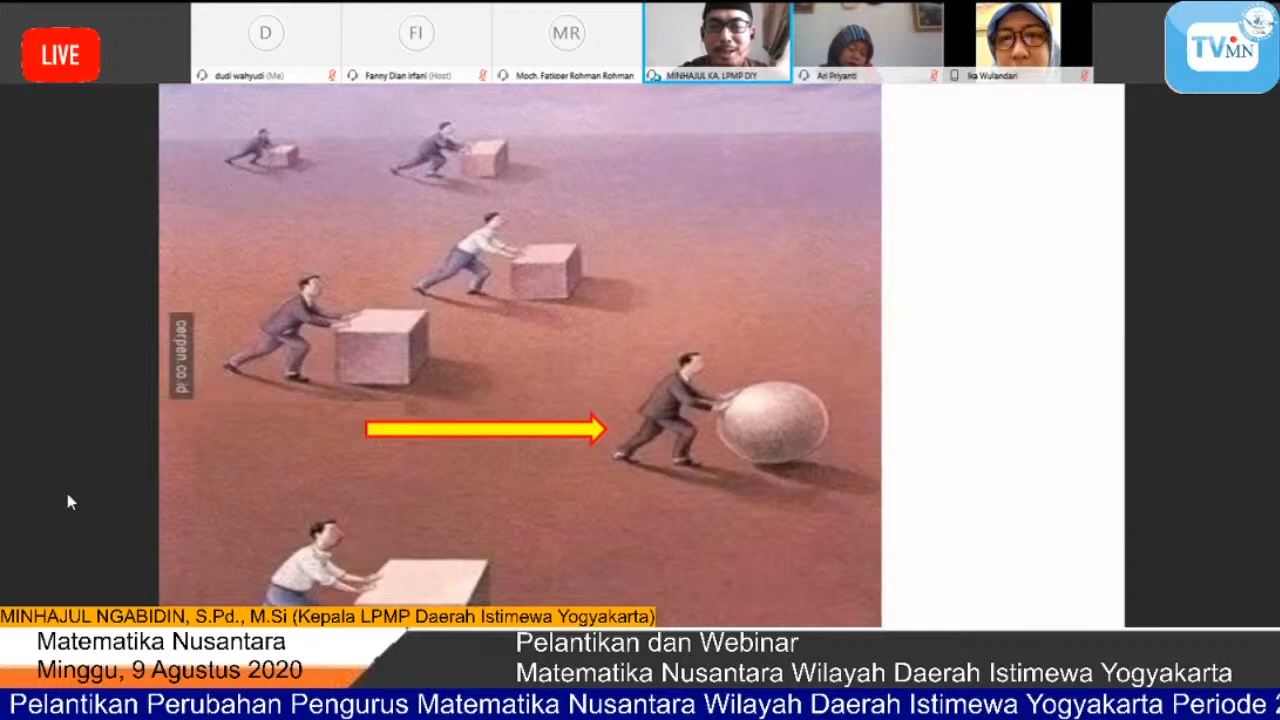 LIVE
D
FI
MR
dudi wahyudi (Me)
Fanny Dian Irfani (Host)
Moch. Fatkoer Rohman Rohman
MINHAJUL KA. LPMP DIY
Ari Priyanti
Ika Wulandari
TV MN
cerpen.co.id
MINHAJUL NGABIDIN, S.Pd., M.Si (Kepala LPMP Daerah Istimewa Yogyakarta)
Matematika Nusantara
Minggu, 9 Agustus 2020
Pelantikan dan Webinar
Matematika Nusantara Wilayah Daerah Istimewa Yogyakarta
Pelantikan Perubahan Pengurus Matematika Nusantara Wilayah Daerah Istimewa Yogyakarta Periode 2